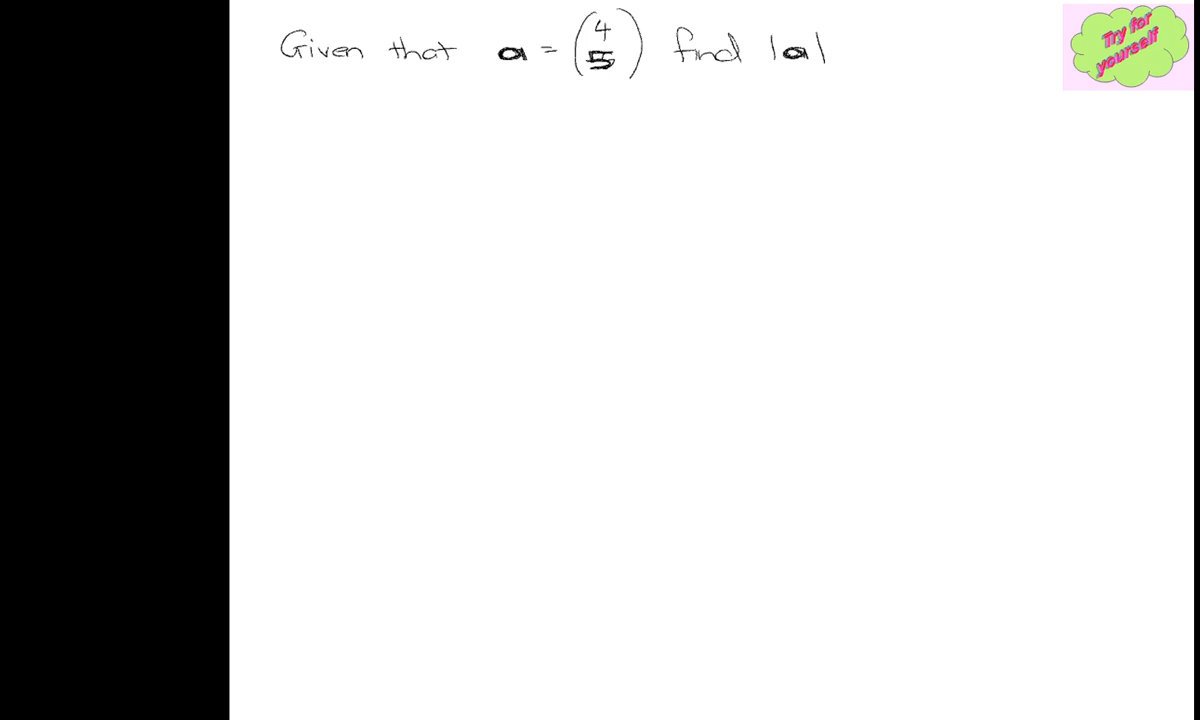 Given that a = (4 5) find |a|
Try for
yourself